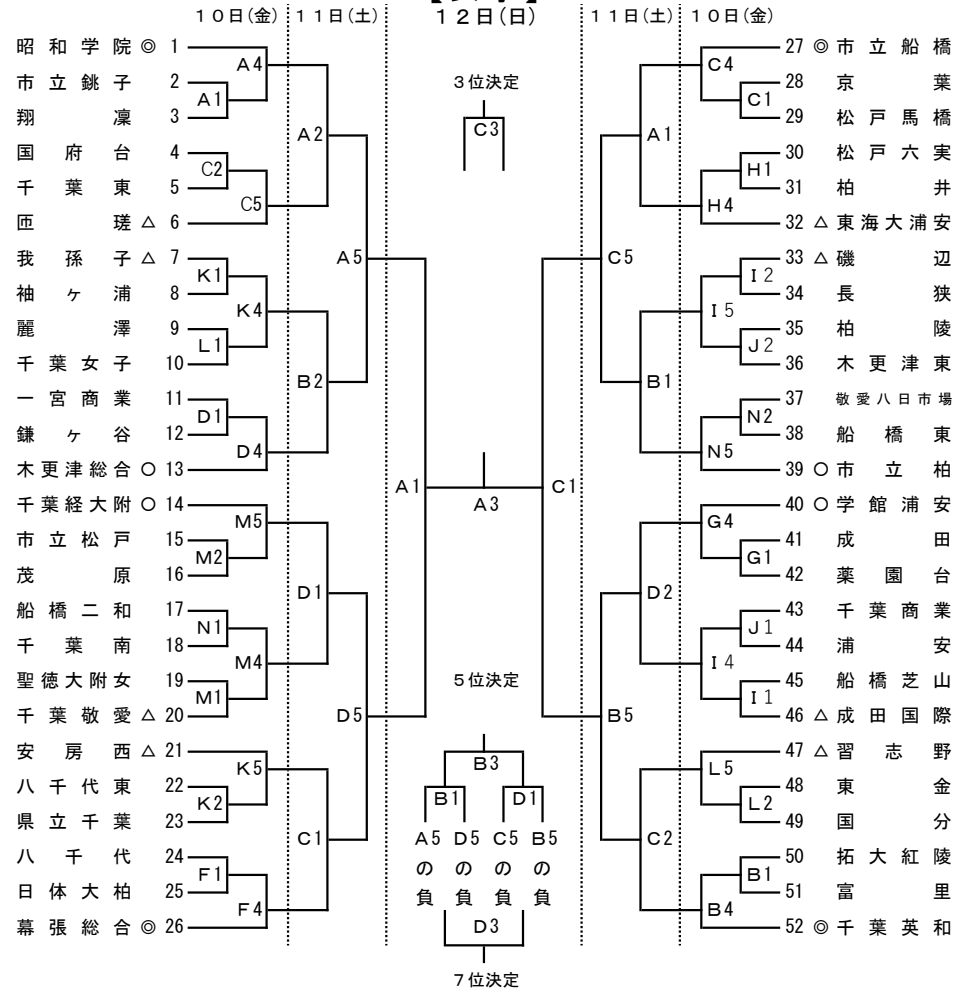 10日(金) 11日(土) 12日(日) 11日(土) 10日(金)
昭和学院 ◎ 1
市立銚子 2
翔凜 3
国府台 4
千葉東 5
匝瑳 △ 6
我孫子 △ 7
袖ヶ浦 8
麗澤 9
千葉女子 10
一宮商業 11
鎌ヶ谷 12
木更津総合 ○ 13
千葉経大附 ○ 14
市立松戸 15
茂原 16
船橋二和 17
千葉南 18
聖徳大附女 19
千葉敬愛 △ 20
安房西 △ 21
八千代東 22
県立千葉 23
八千代 24
日体大柏 25
幕張総合 ◎ 26
A4
A1
C2
C5
K1
K4
L1
D1
D4
M5
M2
N1
M4
M1
K5
K2
F1
F4
A2
B2
D1
C1
A5
D5
A1
3位決定
C3
A3
5位決定
B3
B1 D1
A5 D5 C5 B5
の の の の
負 負 負 負
D3
7位決定
C1
C5
B5
A1
B1
D2
C2
C4
C1
H1
H4
I2
I5
J2
N2
N5
G4
G1
J1
I4
I1
L5
L2
B1
B4
27 ◎ 市立船橋
28 京葉
29 松戸馬橋
30 松戸六実
31 柏井
32 △ 東海大浦安
33 △ 磯辺
34 長狭
35 柏陵
36 木更津東
37 敬愛八日市場
38 船橋東
39 ○ 市立柏
40 ○ 学館浦安
41 成田
42 薬園台
43 千葉商業
44 浦安
45 船橋芝山
46 △ 成田国際
47 △ 習志野
48 東金
49 国分
50 拓大紅陵
51 富里
52 ◎ 千葉英和